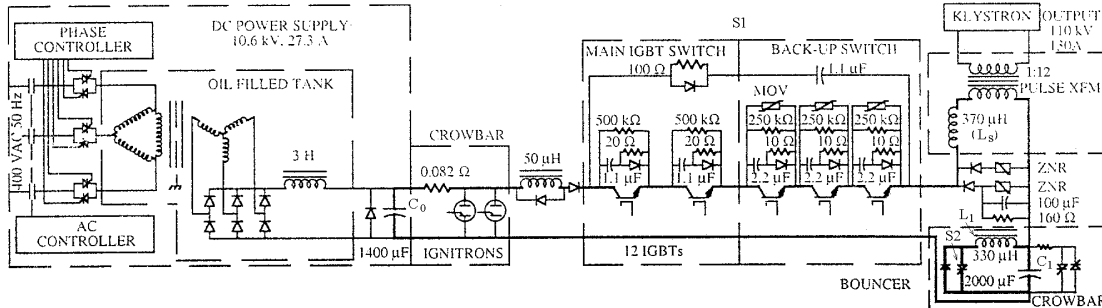 PHASE
CONTROLLER
400 VAC 50 Hz
AC CONTROLLER
DC POWER SUPPLY
10.6 kV, 27.3 A
OIL FILLED TANK
3 H
CROWBAR
0.082 Ω
C0
1400 µF
IGNITRONS
50 µH
S1
MAIN IGBT SWITCH
100 Ω
BACK-UP SWITCH
1.1 µF
MOV
500 kΩ
20 Ω
1.1 µF
500 kΩ
20 Ω
1.1 µF
250 kΩ
10 Ω
2.2 µF
250 kΩ
10 Ω
2.2 µF
250 kΩ
10 Ω
2.2 µF
12 IGBTs
KLYSTRON
OUTPUT
110 kV
130A
1:12
PULSE XFM
370 µH
(Ls)
ZNR
ZNR
100 µF
160 Ω
L1
S2
330 µH
C1
2000 µF
BOUNCER
CROWBAR